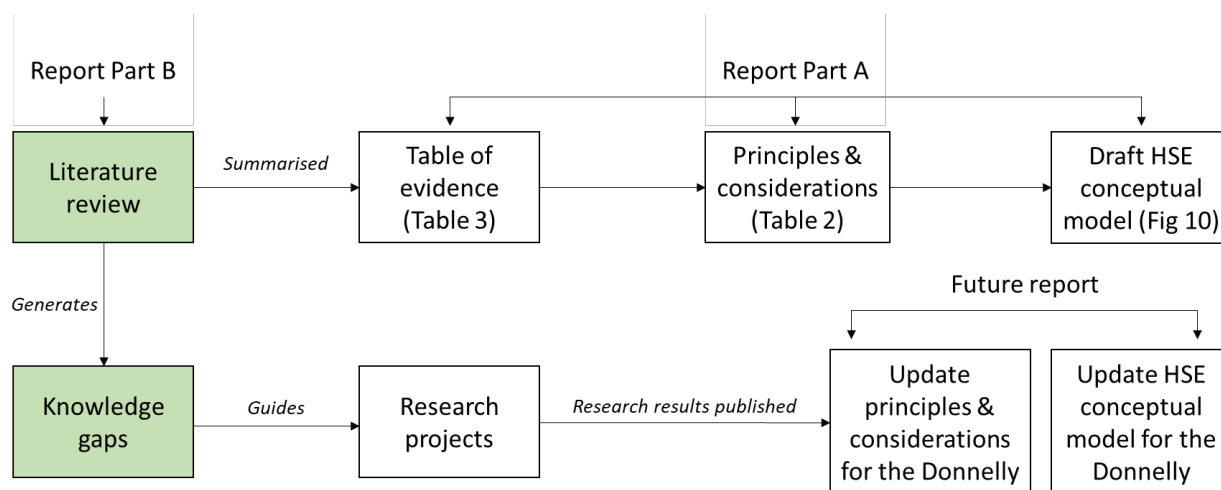 Report Part B
Report Part A
Literature
review
Summarised
Table of
evidence
(Table 3)
Principles &
considerations
(Table 2)
Draft HSE
conceptual
model (Fig 10)
Generates
Future report
Knowledge
gaps
Guides
Research
projects
Research results published
Update
principles &
considerations
for the Donnelly
Update HSE
conceptual
model for the
Donnelly